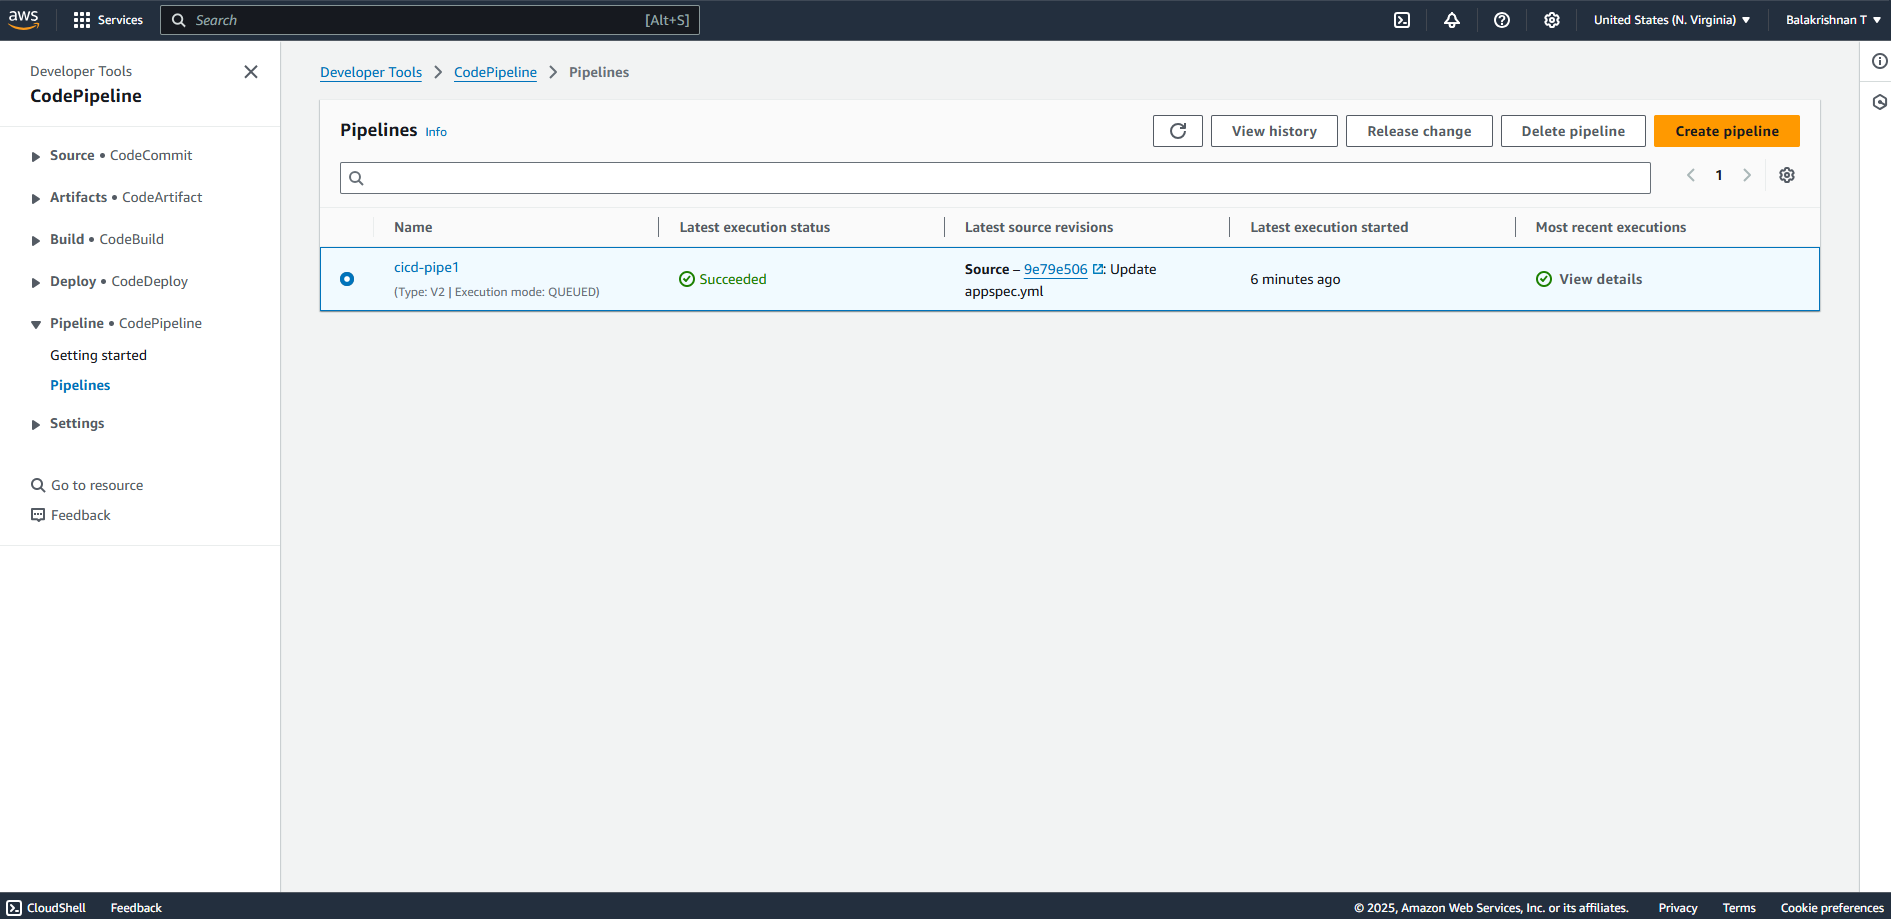 aws
Services
Search
[Alt+S]
United States (N. Virginia)
Balakrishnan T
Developer Tools
CodePipeline
Source • CodeCommit
Artifacts • CodeArtifact
Build • CodeBuild
Deploy • CodeDeploy
Pipeline • CodePipeline
Getting started
Pipelines
Settings
Go to resource
Feedback
Developer Tools
CodePipeline
Pipelines
Pipelines Info
View history
Release change
Delete pipeline
Create pipeline
1
Name
Latest execution status
Latest source revisions
Latest execution started
Most recent executions
cicd-pipe1
(Type: V2 | Execution mode: QUEUED)
Succeeded
Source – 9e79e506 : Update
appspec.yml
6 minutes ago
View details
CloudShell
Feedback
© 2025, Amazon Web Services, Inc. or its affiliates.
Privacy
Terms
Cookie preferences